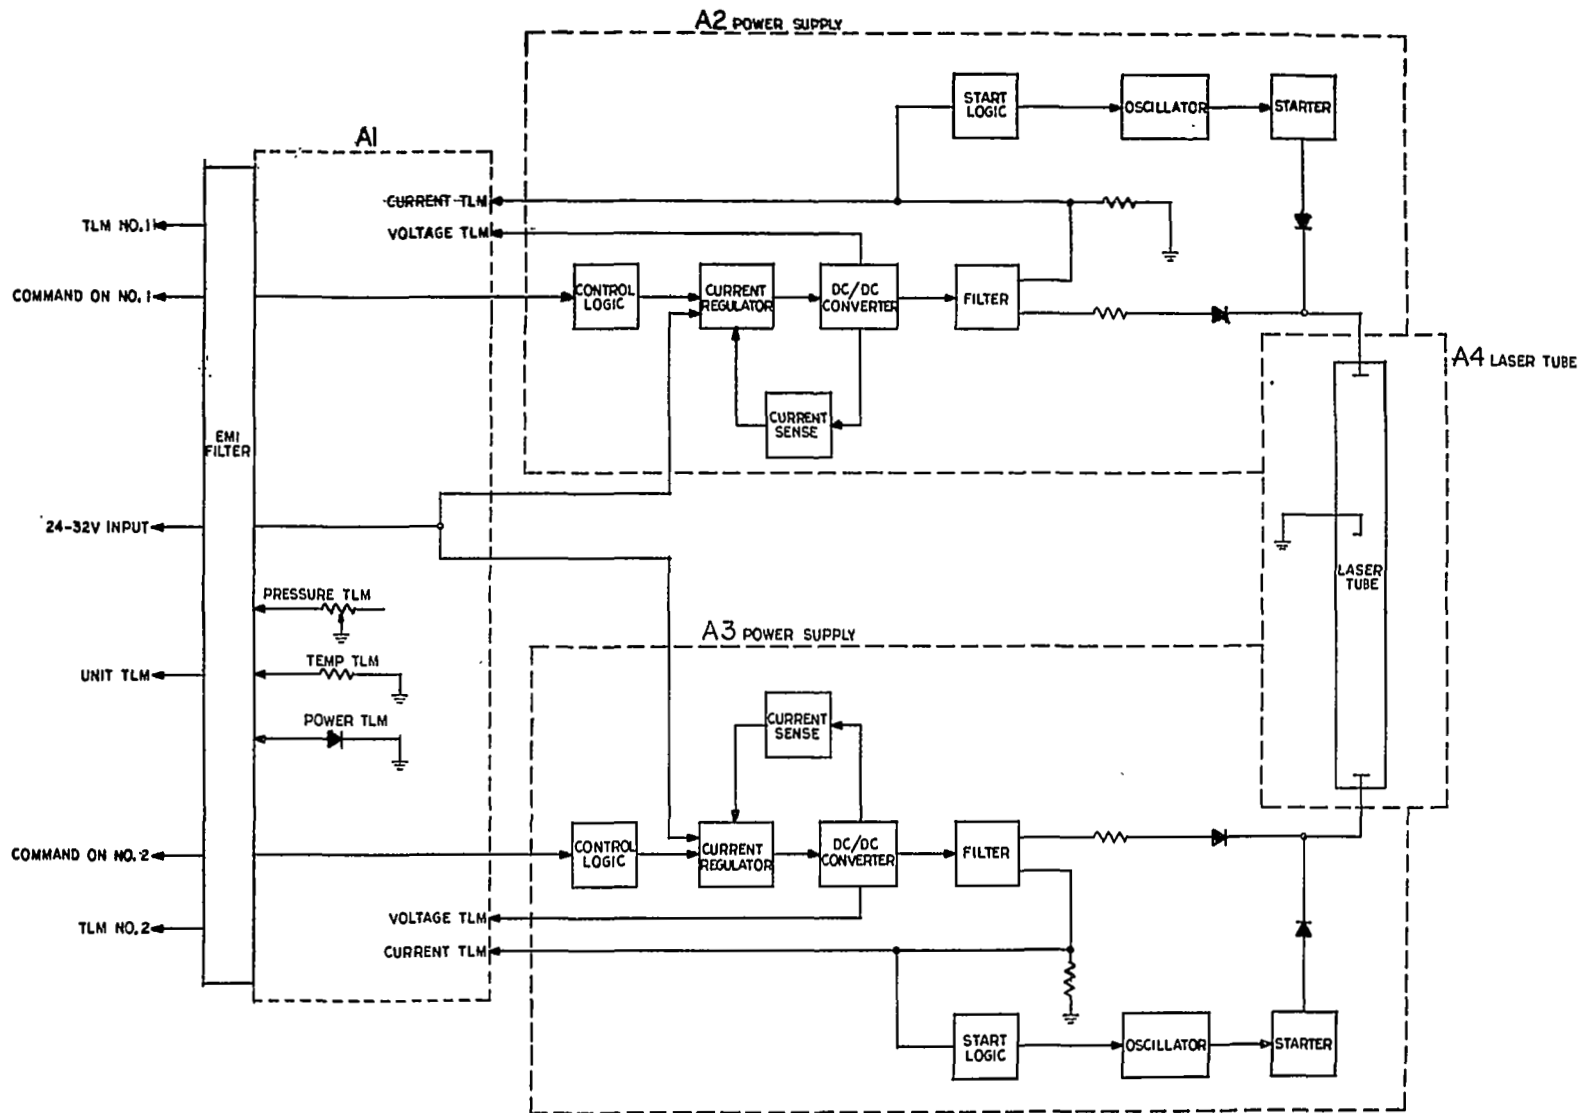 A2 POWER SUPPLY
START
LOGIC
OSCILLATOR
STARTER
A1
CURRENT TLM
TLM NO.1
VOLTAGE TLM
COMMAND ON NO.1
CONTROL
LOGIC
CURRENT
REGULATOR
DC/DC
CONVERTER
FILTER
A4 LASER TUBE
CURRENT
SENSE
EMI
FILTER
24-32V INPUT
LASER
TUBE
PRESSURE TLM
A3 POWER SUPPLY
TEMP TLM
UNIT TLM
POWER TLM
CURRENT
SENSE
COMMAND ON NO.2
CONTROL
LOGIC
CURRENT
REGULATOR
DC/DC
CONVERTER
FILTER
VOLTAGE TLM
TLM NO.2
CURRENT TLM
START
LOGIC
OSCILLATOR
STARTER